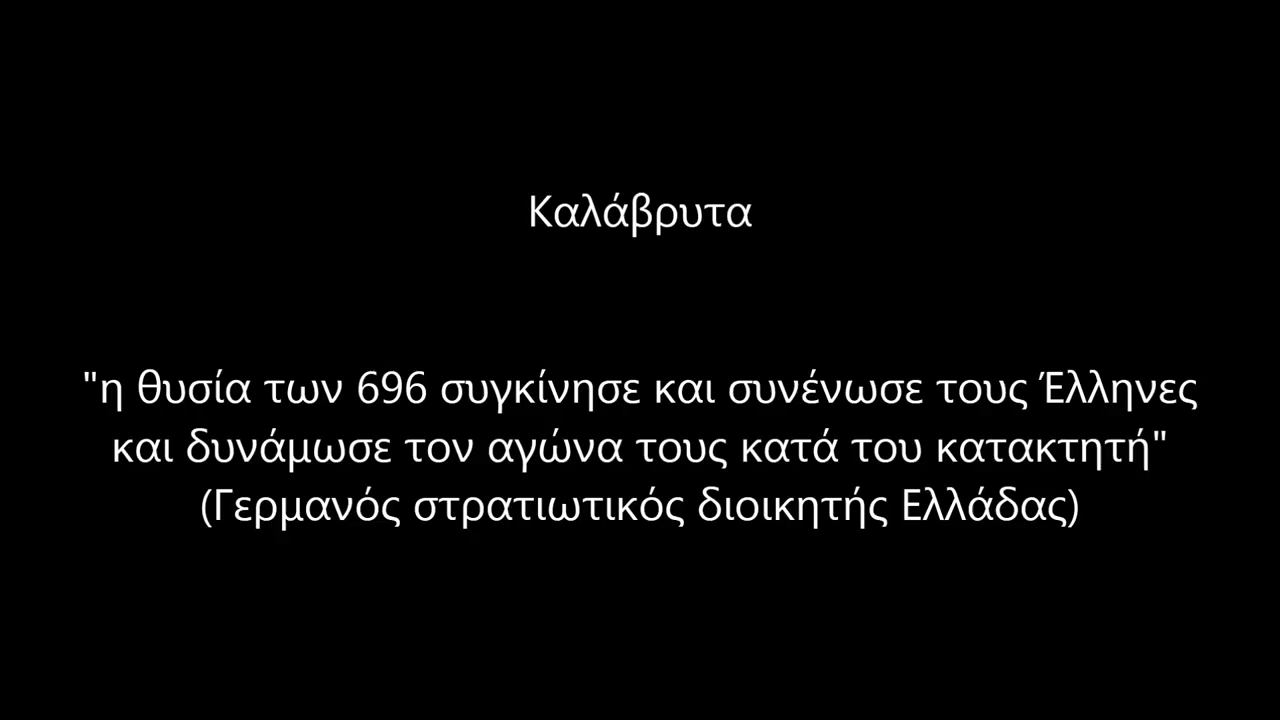 Καλάβρυτα
"η θυσία των 696 συγκίνησε και συνένωσε τους Έλληνες
και δυνάμωσε τον αγώνα τους κατά του κατακτητή"
(Γερμανός στρατιωτικός διοικητής Ελλάδας)